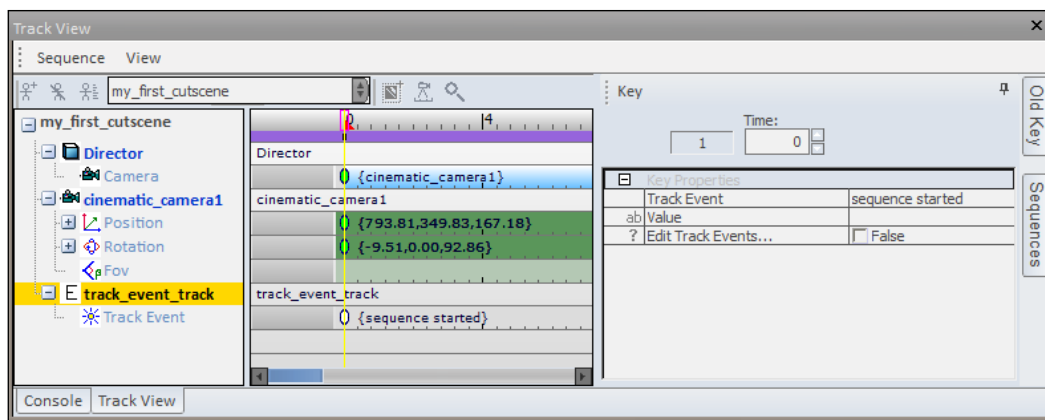 Track View
Sequence View
my_first_cutscene
Key
my_first_cutscene
Director
Camera
cinematic_camera1
Position
Rotation
Fov
E track_event_track
Track Event
0 4
Director
{cinematic_camera1}
cinematic_camera1
{793.81,349.83,167.18}
{-9.51,0.00,92.86}
track_event_track
{sequence started}
Time:
1 0
Key Properties
Track Event sequence started
ab Value
? Edit Track Events... False
Old Key
Sequences
Console Track View